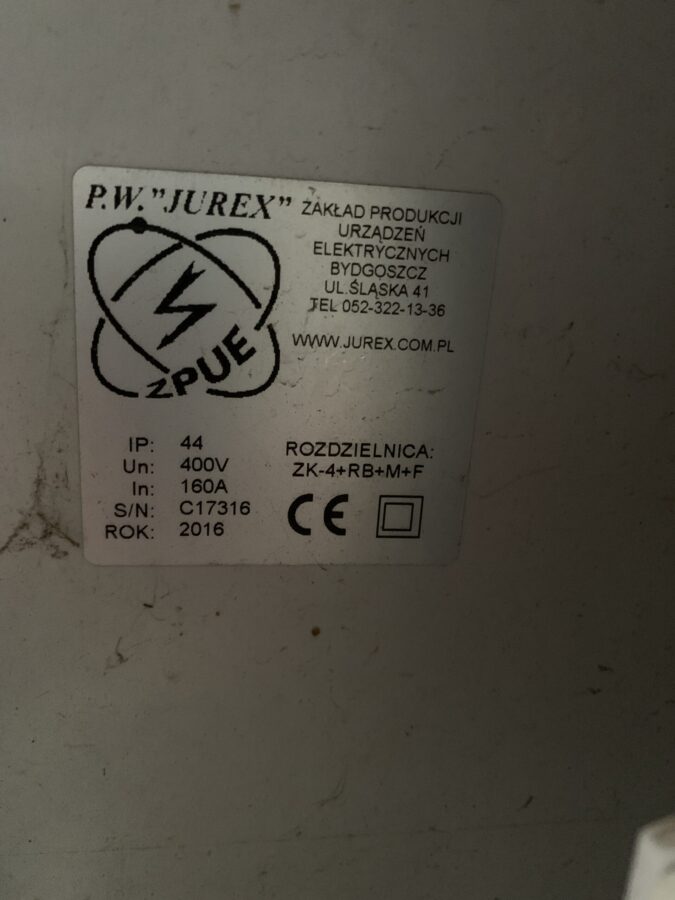 P.W."JUREX"
ZAKŁAD PRODUKCJI
URZĄDZEŃ
ELEKTRYCZNYCH
BYDGOSZCZ
UL.ŚLĄSKA 41
TEL 052-322-13-36
WWW.JUREX.COM.PL
ZPUE
IP: 44
Un: 400V
In: 160A
S/N: C17316
ROK: 2016
ROZDZIELNICA:
ZK-4+RB+M+F
CE